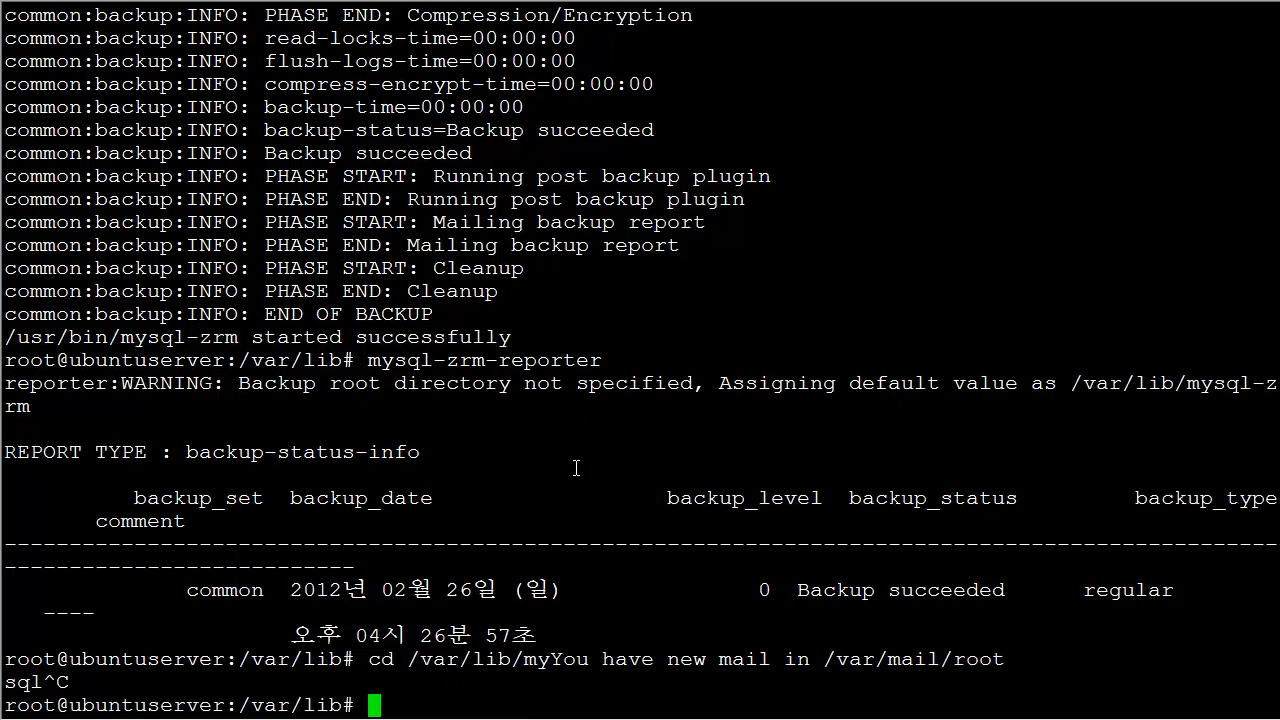 common:backup:INFO: PHASE END: Compression/Encryption
common:backup:INFO: read-locks-time=00:00:00
common:backup:INFO: flush-logs-time=00:00:00
common:backup:INFO: compress-encrypt-time=00:00:00
common:backup:INFO: backup-time=00:00:00
common:backup:INFO: backup-status=Backup succeeded
common:backup:INFO: Backup succeeded
common:backup:INFO: PHASE START: Running post backup plugin
common:backup:INFO: PHASE END: Running post backup plugin
common:backup:INFO: PHASE START: Mailing backup report
common:backup:INFO: PHASE END: Mailing backup report
common:backup:INFO: PHASE START: Cleanup
common:backup:INFO: PHASE END: Cleanup
common:backup:INFO: END OF BACKUP
/usr/bin/mysql-zrm started successfully
root@ubuntuserver:/var/lib# mysql-zrm-reporter
reporter:WARNING: Backup root directory not specified, Assigning default value as /var/lib/mysql-z
rm
REPORT TYPE : backup-status-info
backup_set backup_date backup_level backup_status backup_type
comment
--------------------------------------------------------------------------------------------------
---------------------------
common 2012년 02월 26일 (일) 0 Backup succeeded regular
----
오후 04시 26분 57초
root@ubuntuserver:/var/lib# cd /var/lib/myYou have new mail in /var/mail/root
sql^C
root@ubuntuserver:/var/lib#